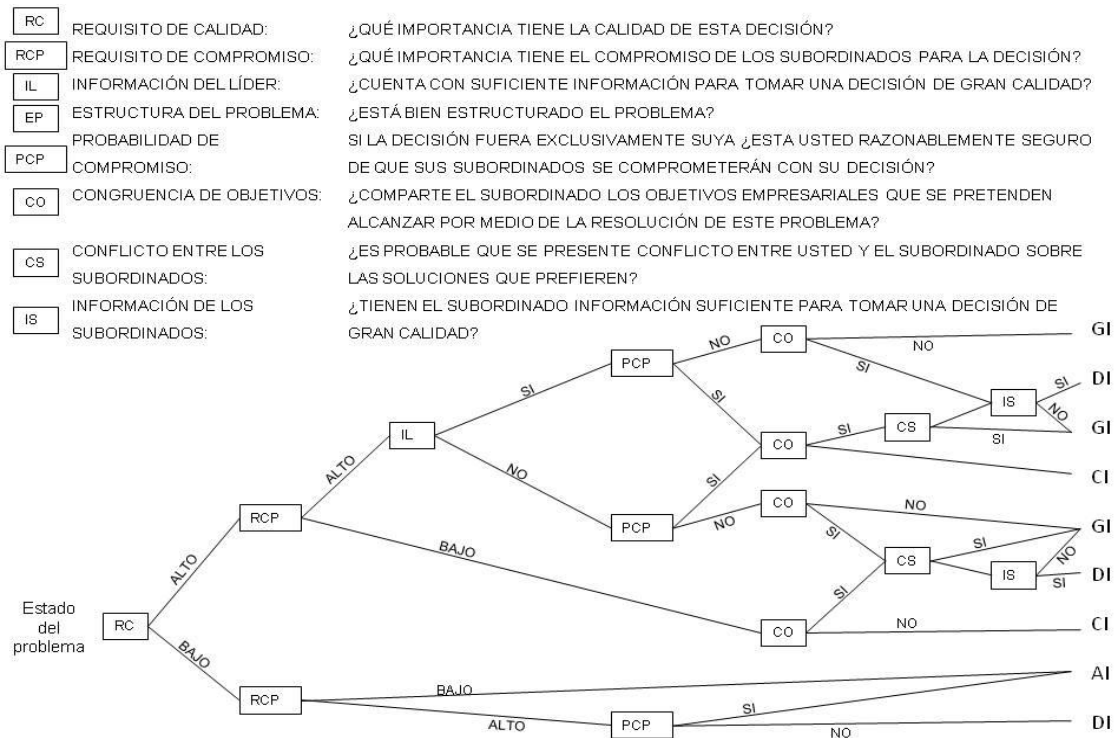 RC REQUISITO DE CALIDAD: ¿QUÉ IMPORTANCIA TIENE LA CALIDAD DE ESTA DECISIÓN?
RCP REQUISITO DE COMPROMISO: ¿QUÉ IMPORTANCIA TIENE EL COMPROMISO DE LOS SUBORDINADOS PARA LA DECISIÓN?
IL INFORMACIÓN DEL LÍDER: ¿CUENTA CON SUFICIENTE INFORMACIÓN PARA TOMAR UNA DECISIÓN DE GRAN CALIDAD?
EP ESTRUCTURA DEL PROBLEMA: ¿ESTÁ BIEN ESTRUCTURADO EL PROBLEMA?
PROBABILIDAD DE SI LA DECISIÓN FUERA EXCLUSIVAMENTE SUYA ¿ESTA USTED RAZONABLEMENTE SEGURO
PCP COMPROMISO: DE QUE SUS SUBORDINADOS SE COMPROMETERÁN CON SU DECISIÓN?
CO CONGRUENCIA DE OBJETIVOS: ¿COMPARTE EL SUBORDINADO LOS OBJETIVOS EMPRESARIALES QUE SE PRETENDEN
ALCANZAR POR MEDIO DE LA RESOLUCIÓN DE ESTE PROBLEMA?
CS CONFLICTO ENTRE LOS ¿ES PROBABLE QUE SE PRESENTE CONFLICTO ENTRE USTED Y EL SUBORDINADO SOBRE
SUBORDINADOS: LAS SOLUCIONES QUE PREFIEREN?
IS INFORMACIÓN DE LOS ¿TIENEN EL SUBORDINADO INFORMACIÓN SUFICIENTE PARA TOMAR UNA DECISIÓN DE
SUBORDINADOS: GRAN CALIDAD?
NO CO NO GI
PCP SI
SI SI IS SI DI
NO
IL SI CS SI GI
CO
ALTO NO SI CI
CO NO
RCP PCP NO SI SI GI
BAJO CS NO
ALTO SI IS SI DI
Estado
del
problema
RC CO NO CI
BAJO
RCP BAJO AI
ALTO PCP SI
NO DI